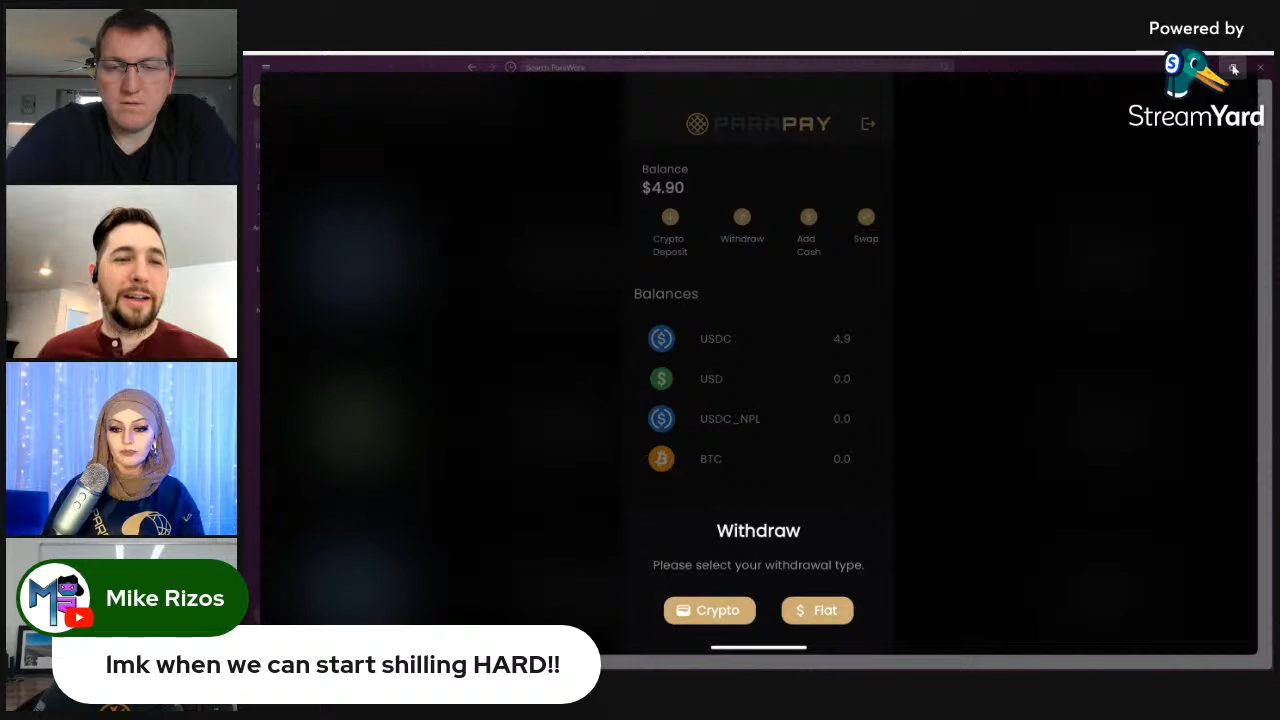 Powered by
StreamYard
Search ParaWerk
PARAPAY
Balance
$4.90
Crypto Deposit
Withdraw
Add Cash
Swap
Balances
USDC 4.9
USD 0.0
USDC_NPL 0.0
BTC 0.0
Withdraw
Please select your withdrawal type.
Crypto
$ Fiat
Mike Rizos
lmk when we can start shilling HARD!!